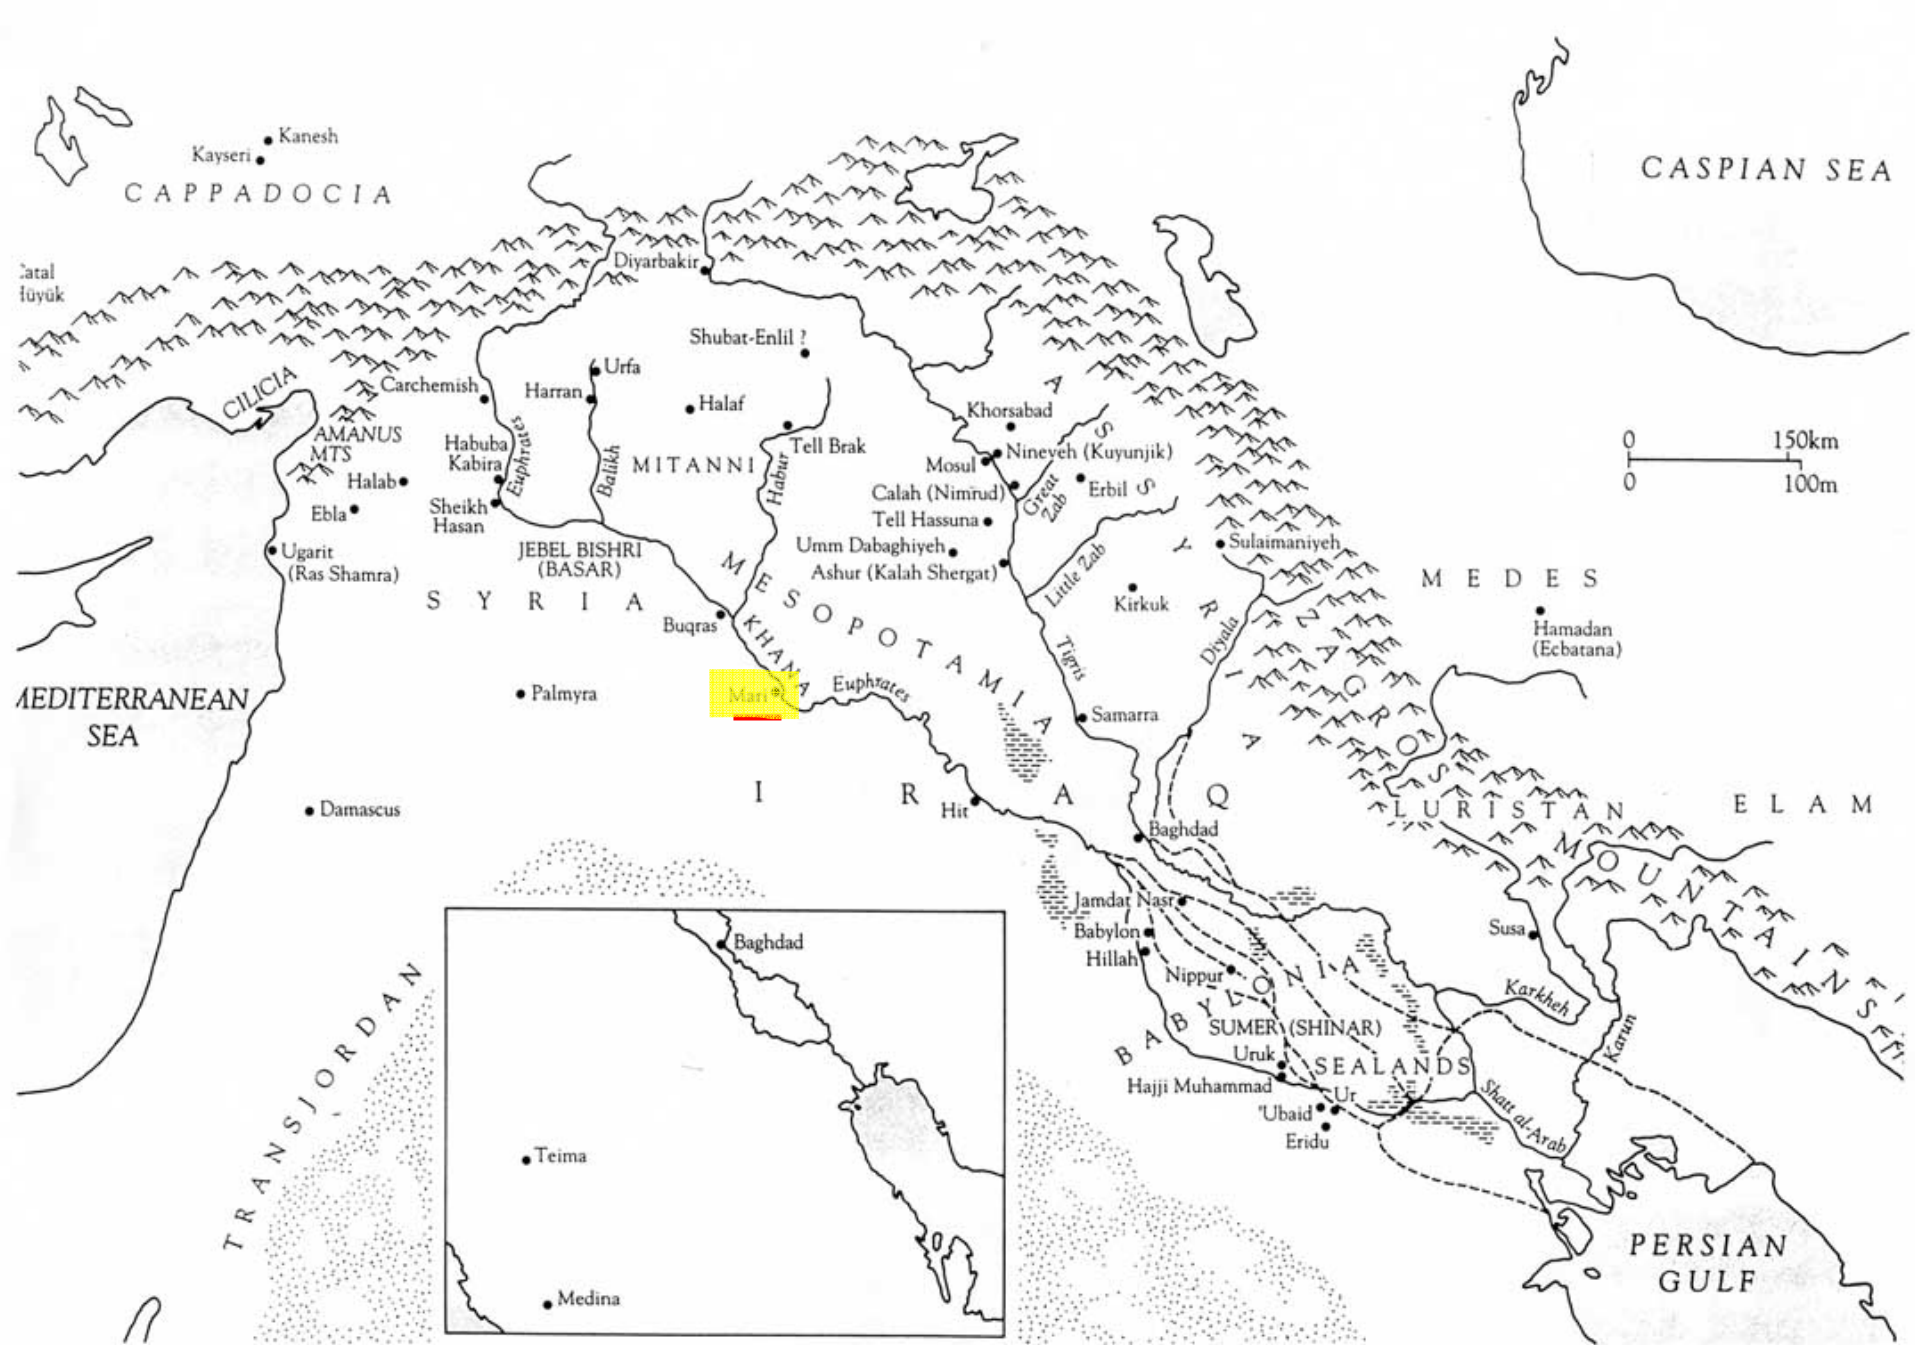 Kanesh
Kayseri
CAPPADOCIA
CASPIAN SEA
Diyarbakir
Hüyük
Shubat-Enlil ?
Urfa
Carchemish
Harran
CILICIA
Halaf
AMANUS
MTS
Habuba
Kabira
Euphrates
Balikh
MITANNI
Habur
Tell Brak
Khorsabad
Nineveh (Kuyunjik)
Mosul
Calah (Nimrud)
Great
Zab
Erbil
Tell Hassuna
Umm Dabaghiyeh
Ashur (Kalah Shergat)
Little Zab
Sulaimaniyeh
Kirkuk
ASSYRIA
0 150km
0 100m
Halab
Ebla
Sheikh
Hasan
Ugarit
(Ras Shamra)
JEBEL BISHRI
(BASAR)
SYRIA
MESOPOTAMIA
MEDES
Hamadan
(Ecbatana)
Buqras
KHANA
Tigris
Diyala
ZAGROS
MOUNTAINS
MEDITERRANEAN
SEA
Palmyra
Mari
Euphrates
Samarra
IRAQ
Hit
Damascus
Baghdad
LURISTAN
ELAM
Jamdat Nasr
Babylon
Hillah
Nippur
BABYLONIA
Susa
Karkheh
Karun
SUMER (SHINAR)
Uruk
SEALANDS
Hajji Muhammad
Ur
'Ubaid
Eridu
Shatt al-Arab
TRANSJORDAN
Baghdad
Teima
Medina
PERSIAN
GULF